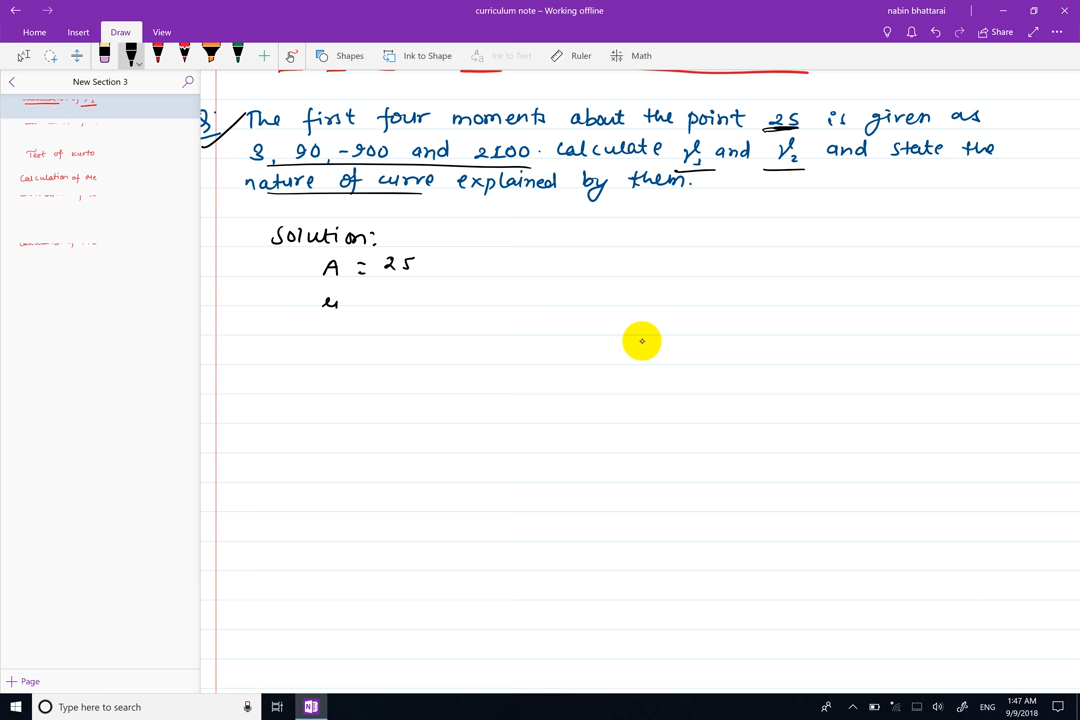 curriculum note – Working offline
nabin bhattarai
Home Insert Draw View
Share
Shapes Ink to Shape Ink to Text Ruler Math
New Section 3
Test of Kurto
Calculation of Me
The first four moments about the point 25 is given as
3, 90, -900 and 2100. Calculate γ1 and γ2 and state the
nature of curve explained by them.
Solution:
A = 25
μ
+ Page
Type here to search
ENG
1:47 AM
9/9/2018